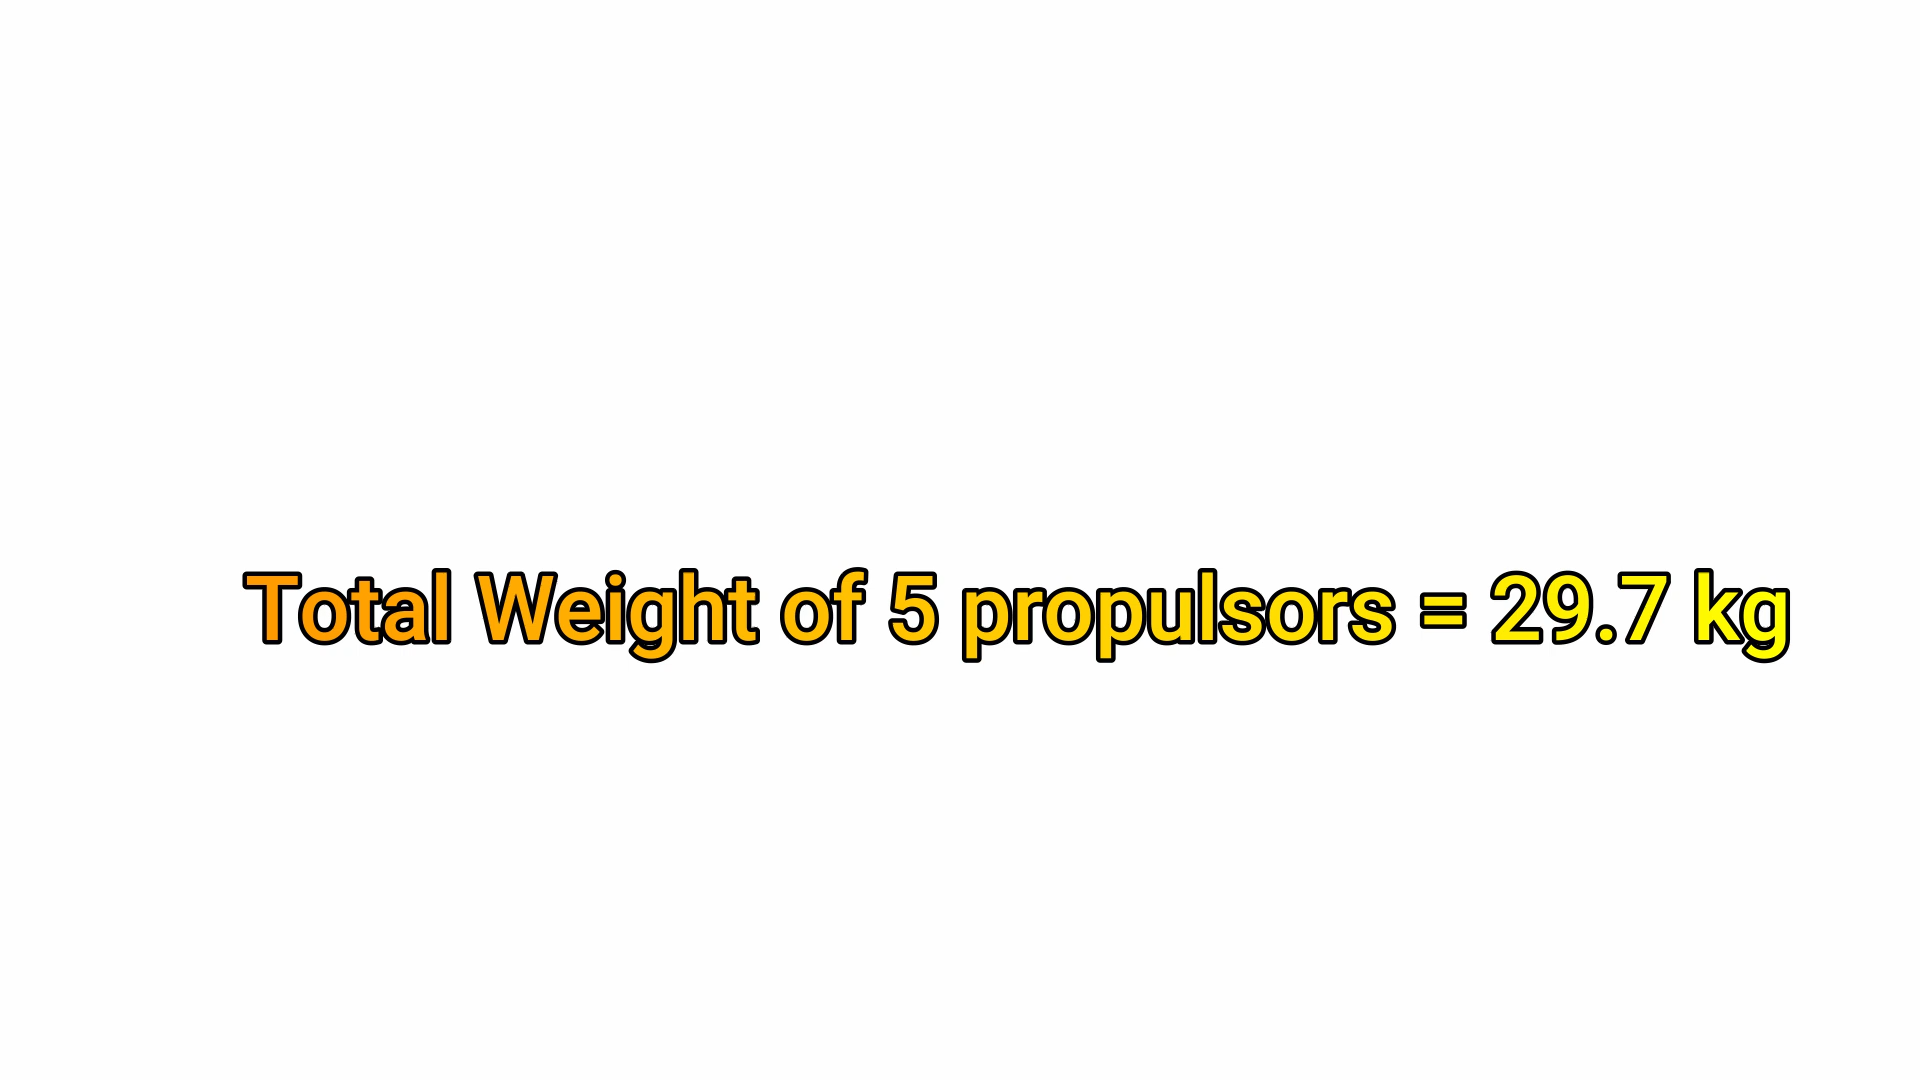 Total Weight of 5 propulsors = 29.7 kg